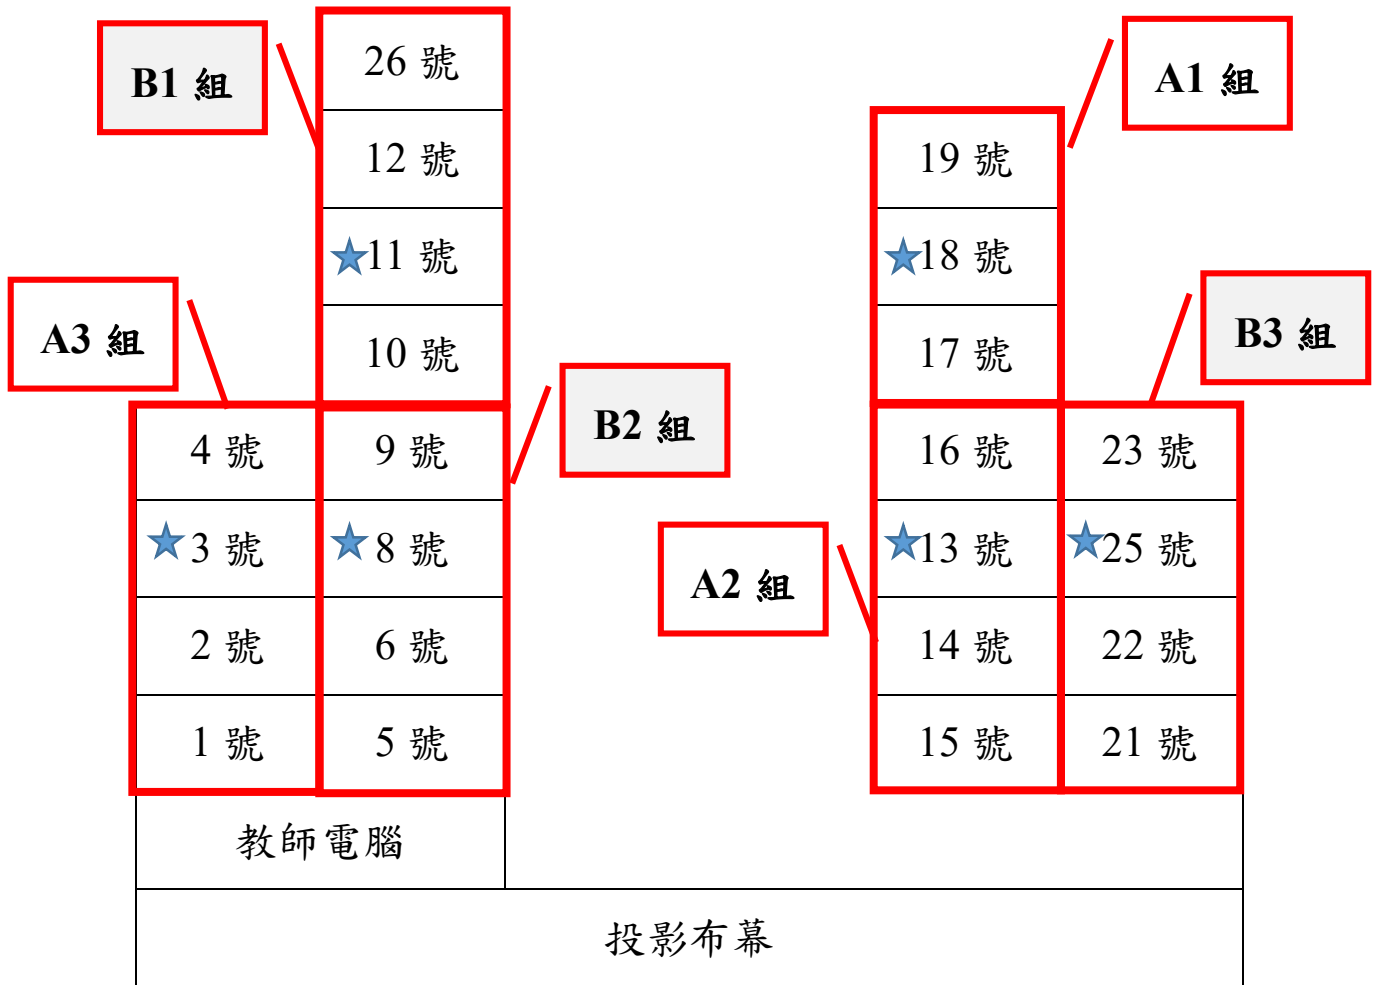 26 號
B1 組
A1 組
12 號
19 號
★11 號
★18 號
A3 組
10 號
17 號
B3 組
B2 組
4 號
9 號
16 號
23 號
★3 號
★8 號
★13 號
★25 號
A2 組
2 號
6 號
14 號
22 號
1 號
5 號
15 號
21 號
教師電腦
投影布幕